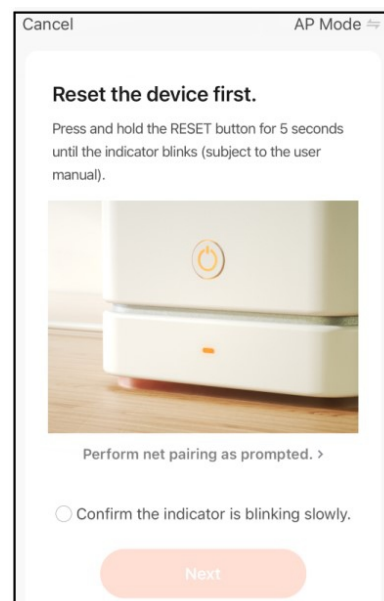 Cancel
AP Mode
Reset the device first.
Press and hold the RESET button for 5 seconds
until the indicator blinks (subject to the user
manual).
Perform net pairing as prompted. >
Confirm the indicator is blinking slowly.
Next